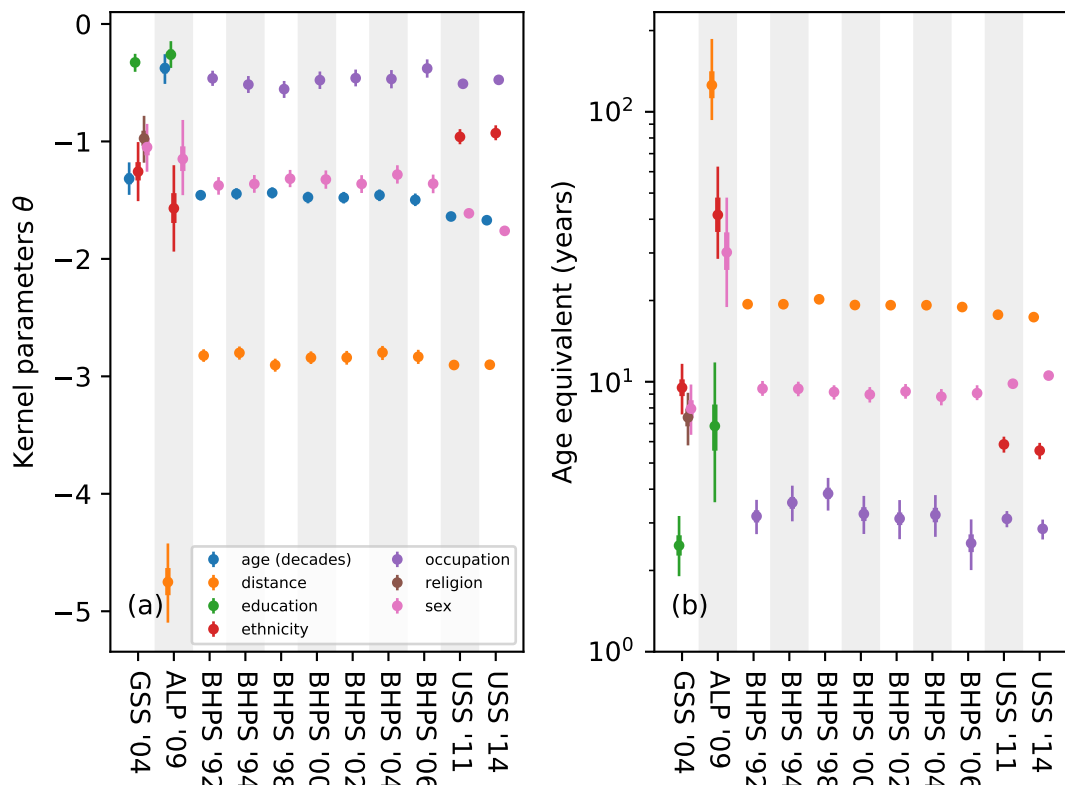 Kernel parameters θ
0
−1
−2
−3
−4
−5
(a)
age (decades)
distance
education
ethnicity
occupation
religion
sex
GSS '04
ALP '09
BHPS '92
BHPS '94
BHPS '98
BHPS '00
BHPS '02
BHPS '04
BHPS '06
USS '11
USS '14
Age equivalent (years)
10²
10¹
10⁰
(b)
GSS '04
ALP '09
BHPS '92
BHPS '94
BHPS '98
BHPS '00
BHPS '02
BHPS '04
BHPS '06
USS '11
USS '14